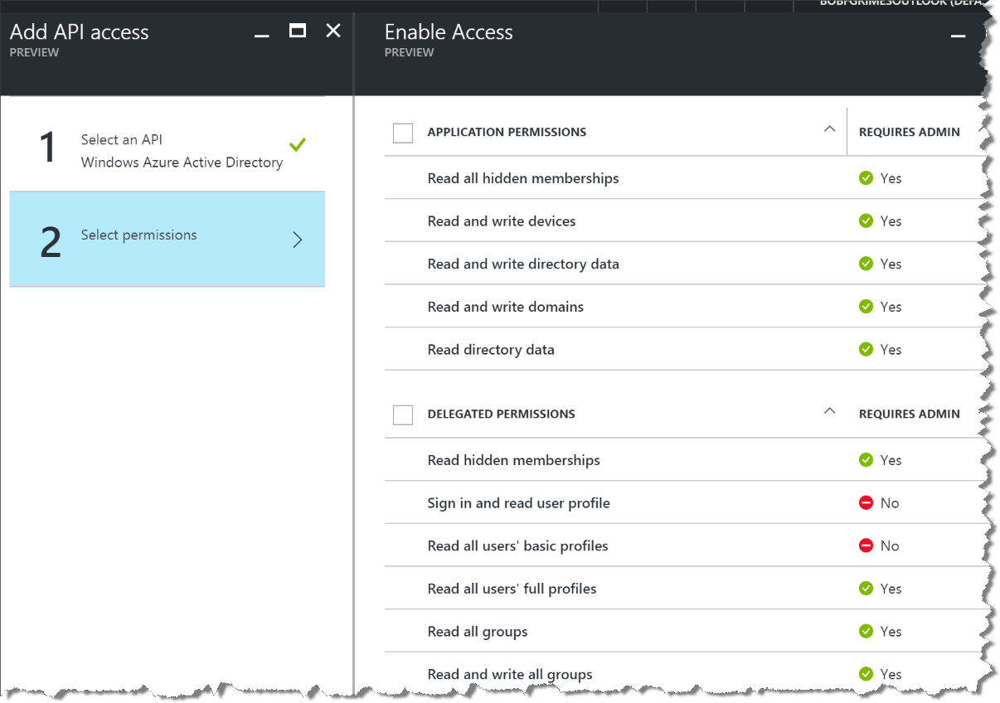 BOBFGRIMESOUTLOOK (DEFA
Add API access
PREVIEW
Enable Access
PREVIEW
1
Select an API
Windows Azure Active Directory
2
Select permissions
APPLICATION PERMISSIONS REQUIRES ADMIN
Read all hidden memberships Yes
Read and write devices Yes
Read and write directory data Yes
Read and write domains Yes
Read directory data Yes
DELEGATED PERMISSIONS REQUIRES ADMIN
Read hidden memberships Yes
Sign in and read user profile No
Read all users' basic profiles No
Read all users' full profiles Yes
Read all groups Yes
Read and write all groups Yes